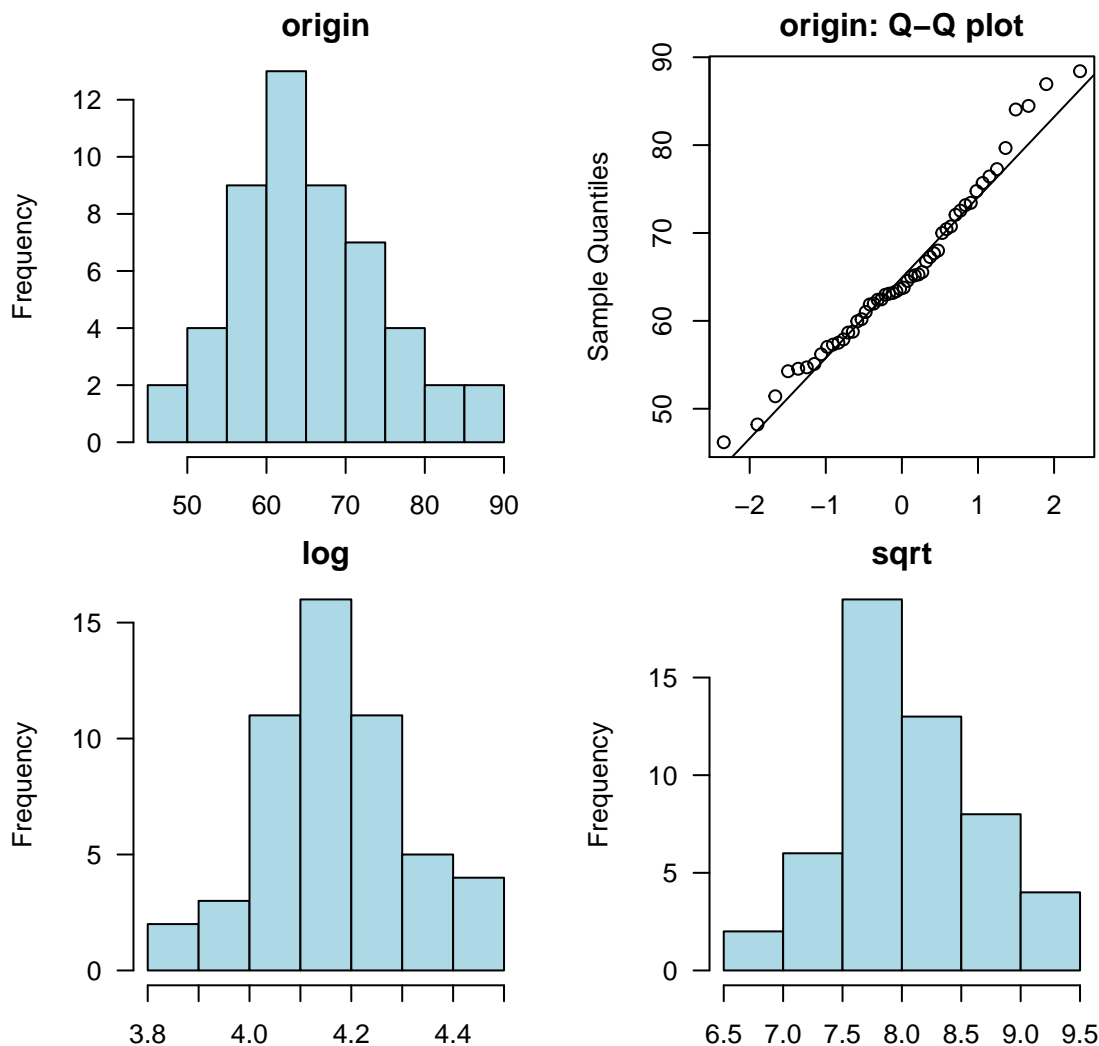 origin
Frequency
0 2 4 6 8 10 12
50 60 70 80 90
origin: Q−Q plot
Sample Quantiles
50 60 70 80 90
−2 −1 0 1 2
log
Frequency
0 5 10 15
3.8 4.0 4.2 4.4
sqrt
Frequency
0 5 10 15
6.5 7.0 7.5 8.0 8.5 9.0 9.5